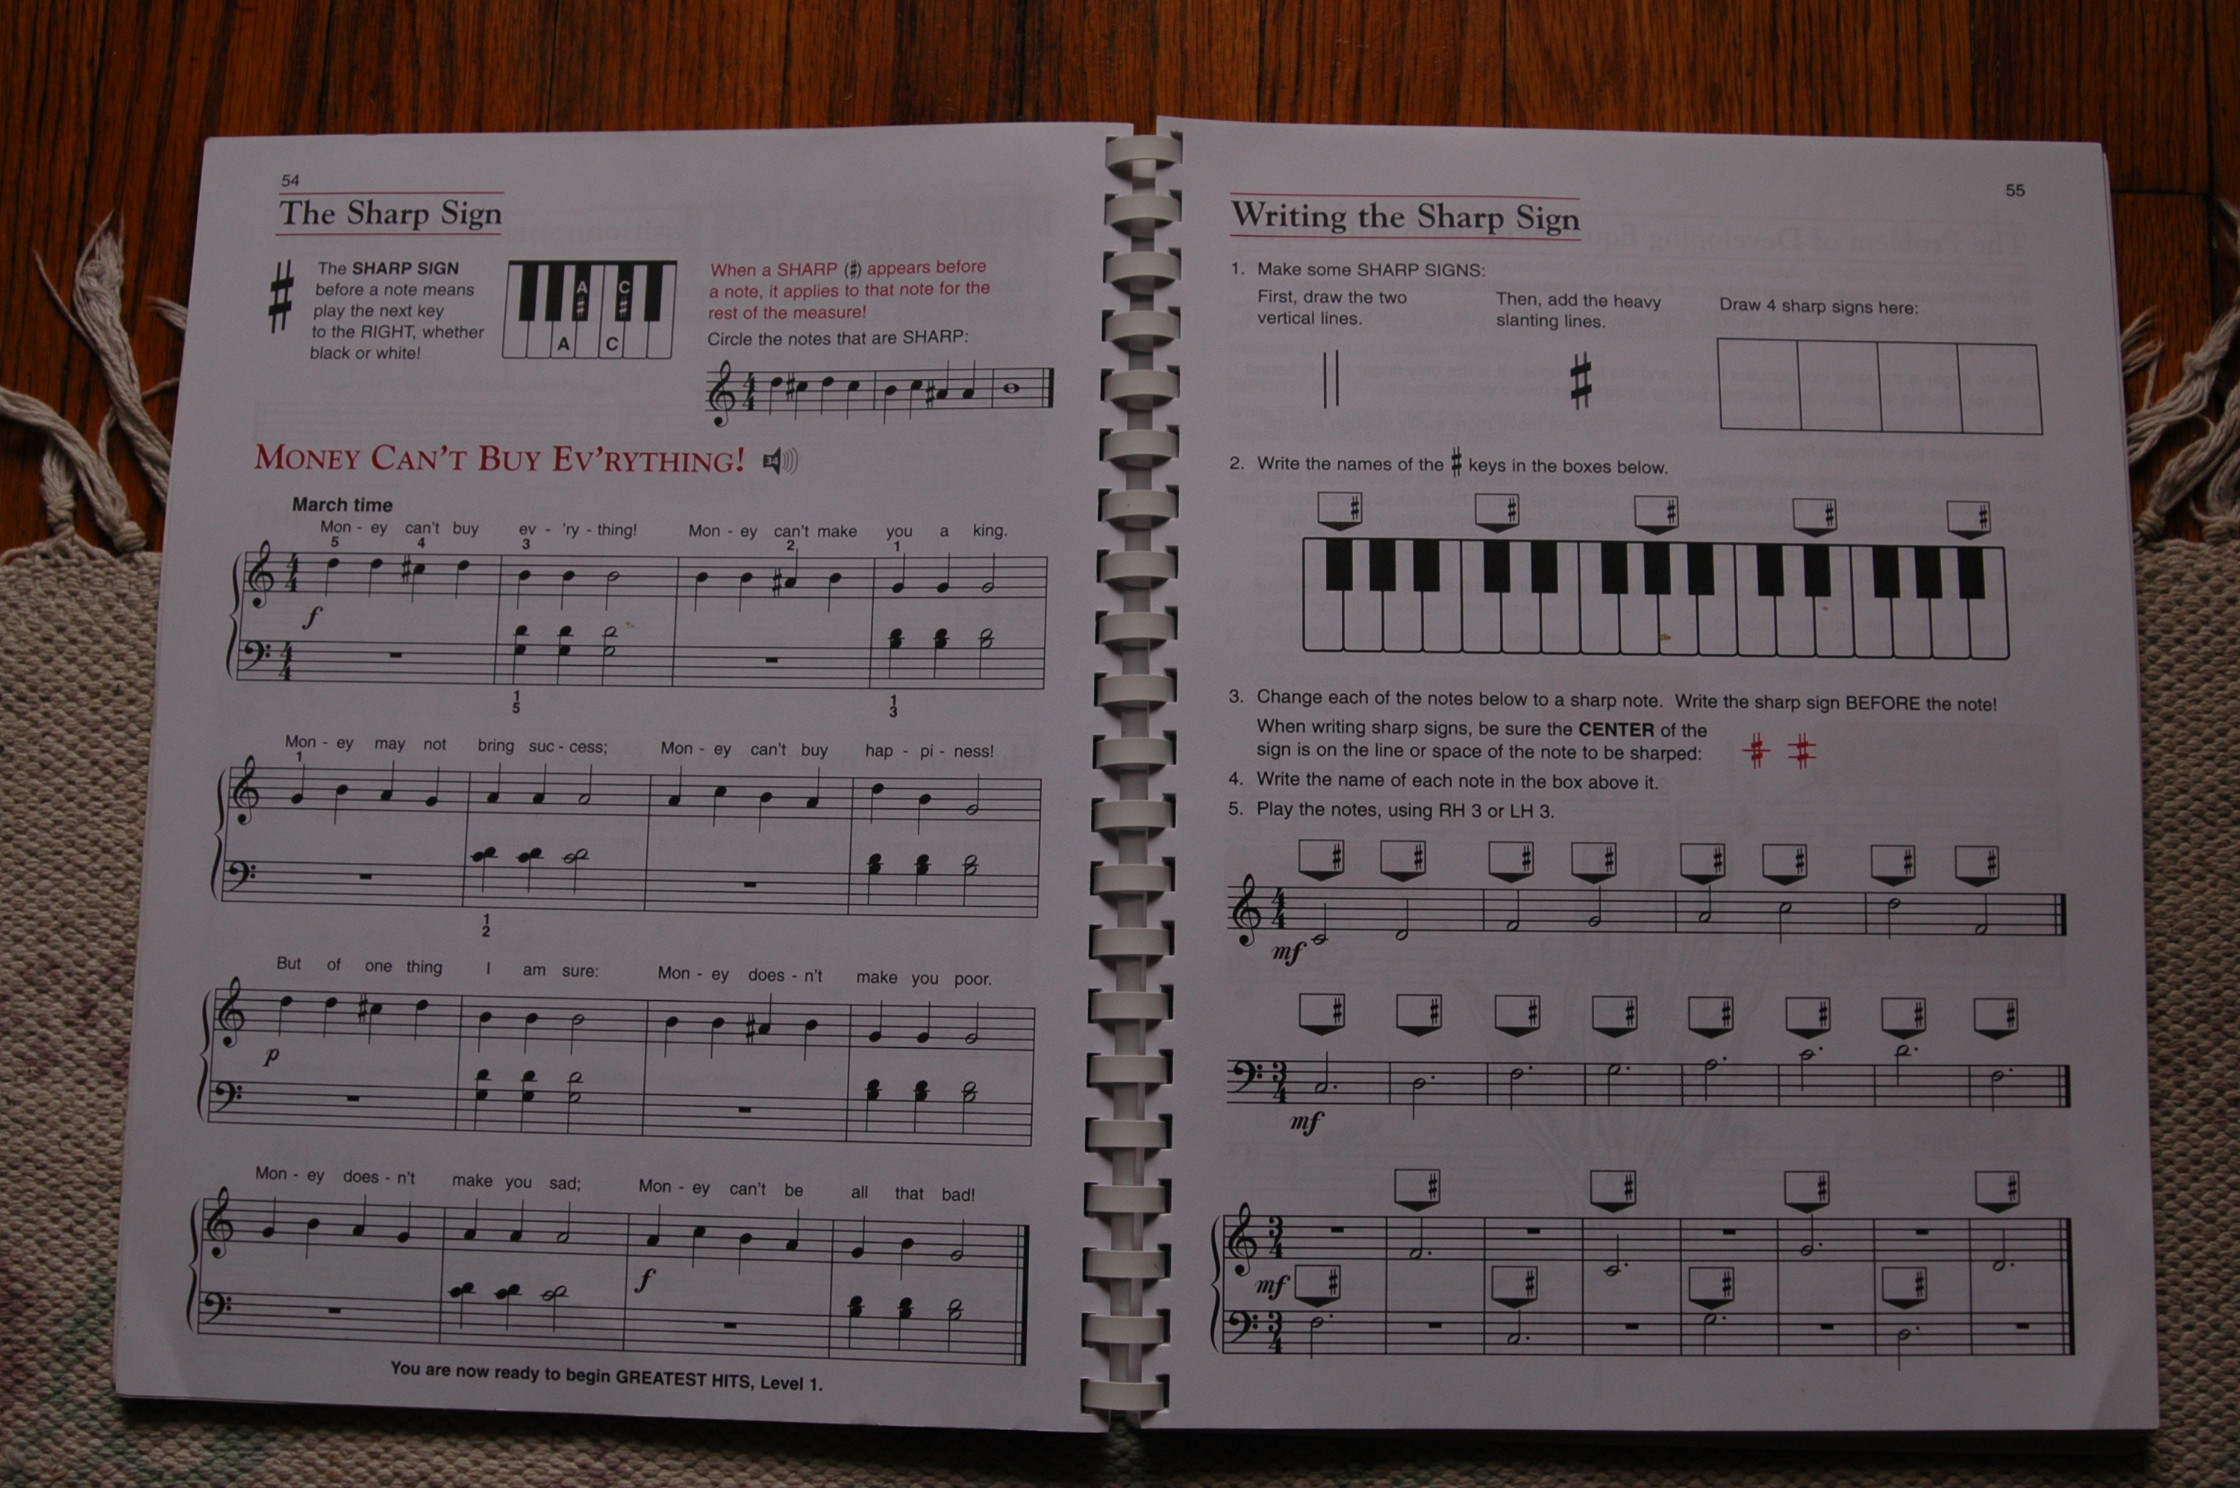 54
The Sharp Sign
The SHARP SIGN
before a note means
play the next key
to the RIGHT, whether
black or white!
A♯ C♯
A C
When a SHARP (♯) appears before
a note, it applies to that note for the
rest of the measure!
Circle the notes that are SHARP:
MONEY CAN'T BUY EV'RYTHING!
March time
Mon - ey can't buy ev - 'ry - thing! Mon - ey can't make you a king.
5 4 3 2 1
f
1 5
1 3
Mon - ey may not bring suc - cess; Mon - ey can't buy hap - pi - ness!
1
1 2
But of one thing I am sure: Mon - ey does - n't make you poor.
p
Mon - ey does - n't make you sad; Mon - ey can't be all that bad!
f
You are now ready to begin GREATEST HITS, Level 1.
55
Writing the Sharp Sign
1. Make some SHARP SIGNS:
First, draw the two
vertical lines.
Then, add the heavy
slanting lines.
Draw 4 sharp signs here:
2. Write the names of the ♯ keys in the boxes below.
♯ ♯ ♯ ♯ ♯
3. Change each of the notes below to a sharp note. Write the sharp sign BEFORE the note!
When writing sharp signs, be sure the CENTER of the
sign is on the line or space of the note to be sharped:
4. Write the name of each note in the box above it.
5. Play the notes, using RH 3 or LH 3.
♯ ♯ ♯ ♯ ♯ ♯ ♯ ♯
mf
♯ ♯ ♯ ♯ ♯ ♯ ♯ ♯
mf
♯ ♯ ♯ ♯
mf
♯ ♯ ♯ ♯